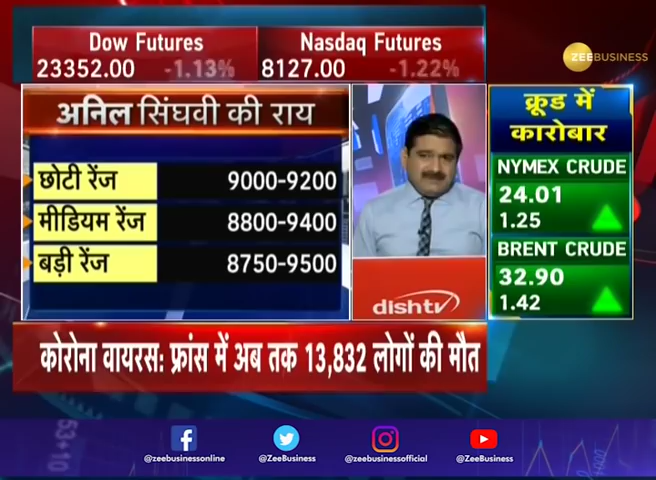 Dow Futures
23352.00 -1.13%
Nasdaq Futures
8127.00 -1.22%
ZEEBUSINESS
अनिल सिंघवी की राय
छोटी रेंज 9000-9200
मीडियम रेंज 8800-9400
बड़ी रेंज 8750-9500
dishtv
क्रूड में
कारोबार
NYMEX CRUDE
24.01
1.25
BRENT CRUDE
32.90
1.42
कोरोना वायरस: फ्रांस में अब तक 13,832 लोगों की मौत
@zeebusinessonline
@ZeeBusiness
@zeebusinessofficial
@ZeeBusiness